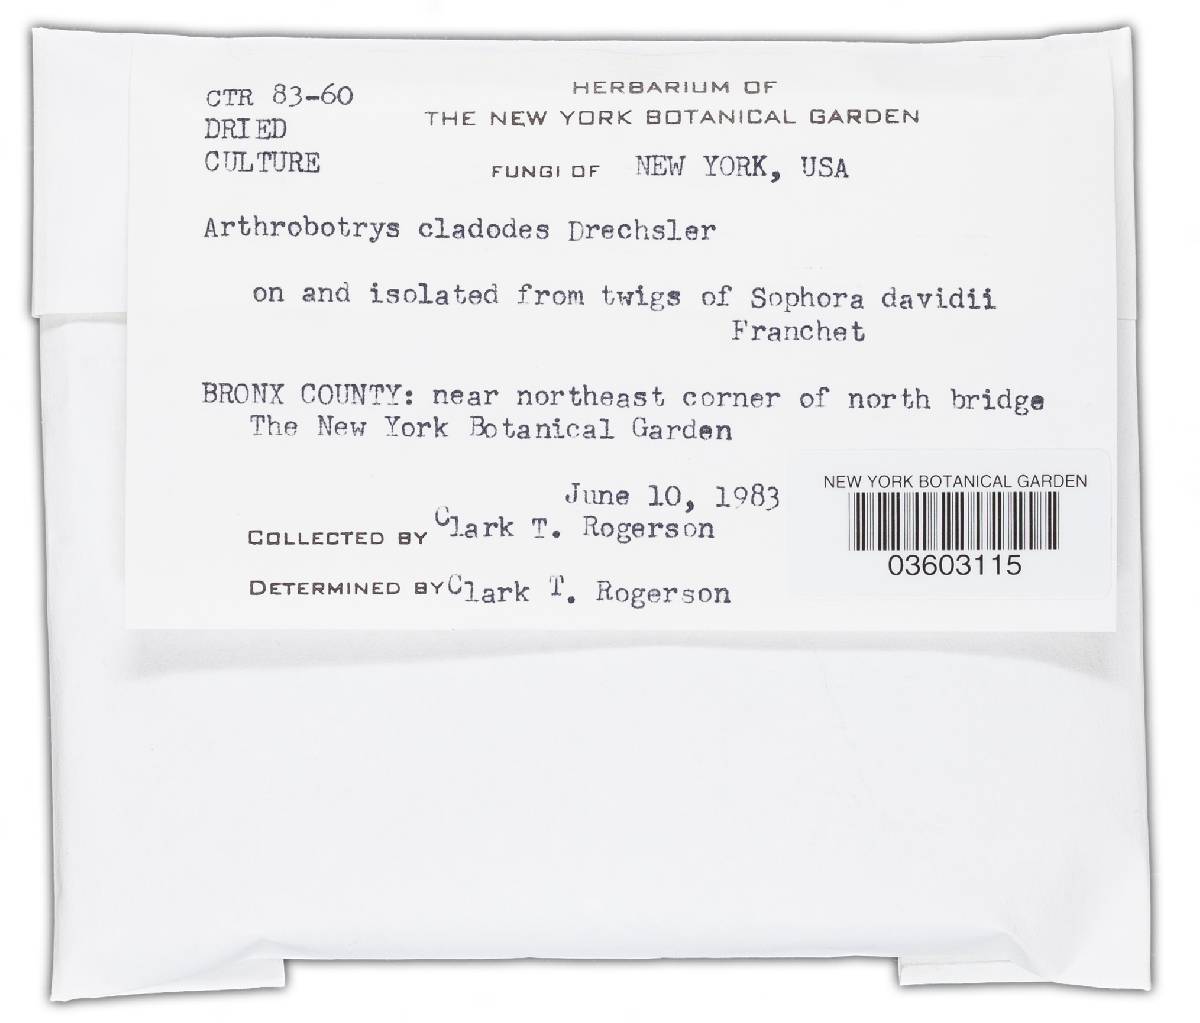 CTR 83-60
DRIED
CULTURE
HERBARIUM OF
THE NEW YORK BOTANICAL GARDEN
FUNGI OF NEW YORK, USA
Arthrobotrys cladodes Drechsler
on and isolated from twigs of Sophora davidii
Franchet
BRONX COUNTY: near northeast corner of north bridge
The New York Botanical Garden
June 10, 1983
COLLECTED BY Clark T. Rogerson
DETERMINED BY Clark T. Rogerson
NEW YORK BOTANICAL GARDEN
03603115